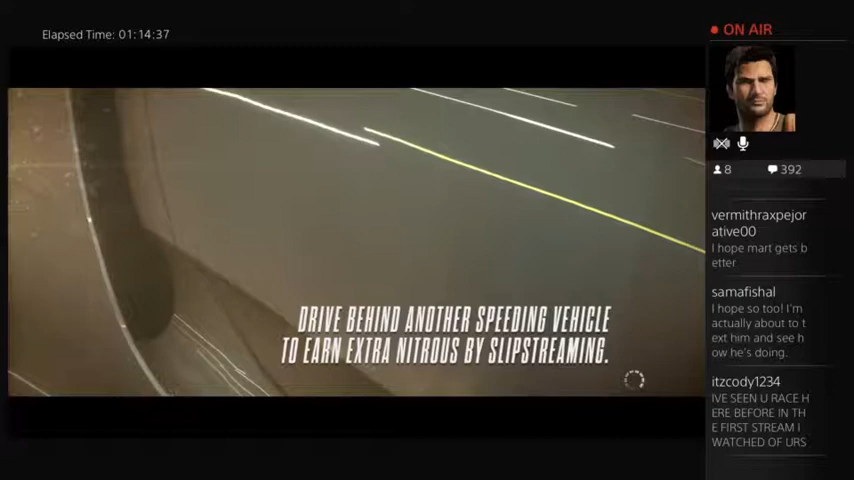 Elapsed Time: 01:14:37
ON AIR
8
392
DRIVE BEHIND ANOTHER SPEEDING VEHICLE
TO EARN EXTRA NITROUS BY SLIPSTREAMING.
vermithraxpejor
ative00
I hope mart gets b
etter
samafishal
I hope so too! I'm
actually about to t
ext him and see h
ow he's doing.
itzcody1234
IVE SEEN U RACE H
ERE BEFORE IN TH
E FIRST STREAM I
WATCHED OF URS